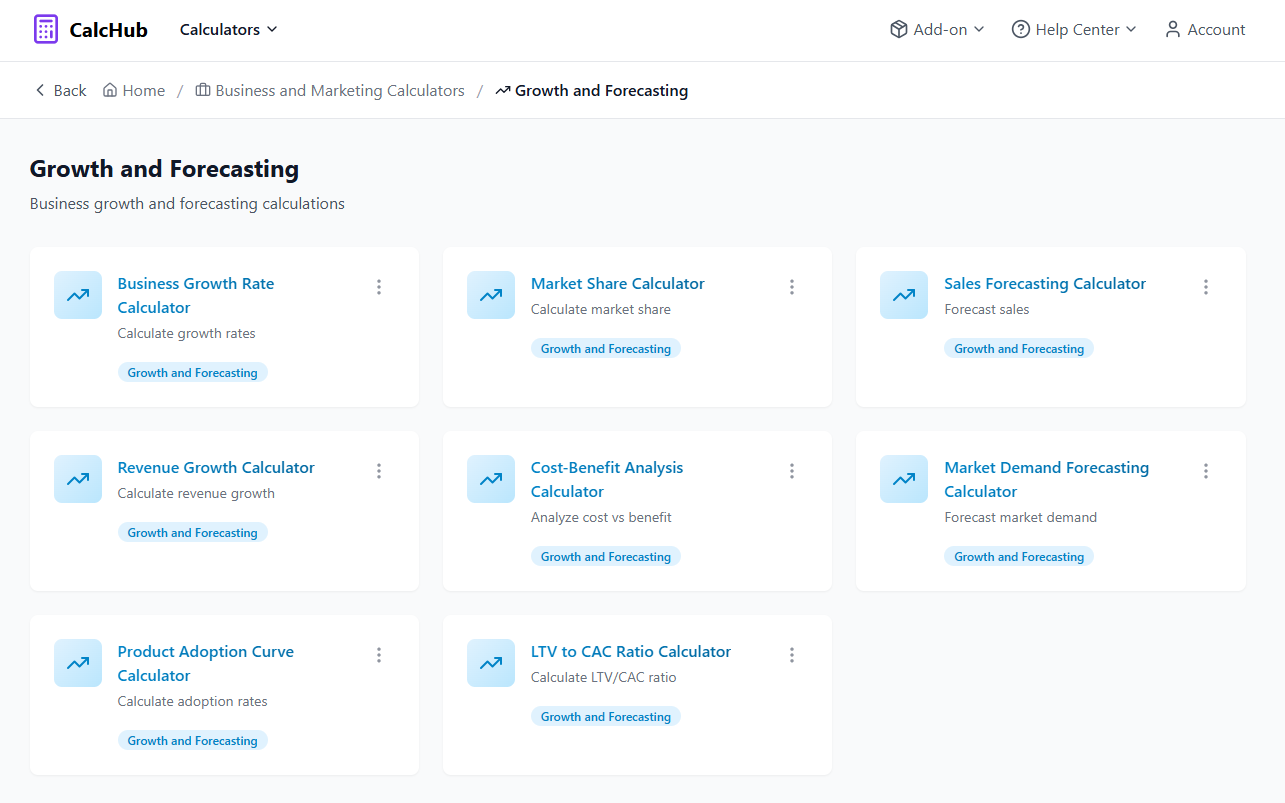 CalcHub Calculators Add-on Help Center Account
Back Home / Business and Marketing Calculators / Growth and Forecasting
Growth and Forecasting
Business growth and forecasting calculations
Business Growth Rate
Calculator
Calculate growth rates
Growth and Forecasting
Market Share Calculator
Calculate market share
Growth and Forecasting
Sales Forecasting Calculator
Forecast sales
Growth and Forecasting
Revenue Growth Calculator
Calculate revenue growth
Growth and Forecasting
Cost-Benefit Analysis
Calculator
Analyze cost vs benefit
Growth and Forecasting
Market Demand Forecasting
Calculator
Forecast market demand
Growth and Forecasting
Product Adoption Curve
Calculator
Calculate adoption rates
Growth and Forecasting
LTV to CAC Ratio Calculator
Calculate LTV/CAC ratio
Growth and Forecasting